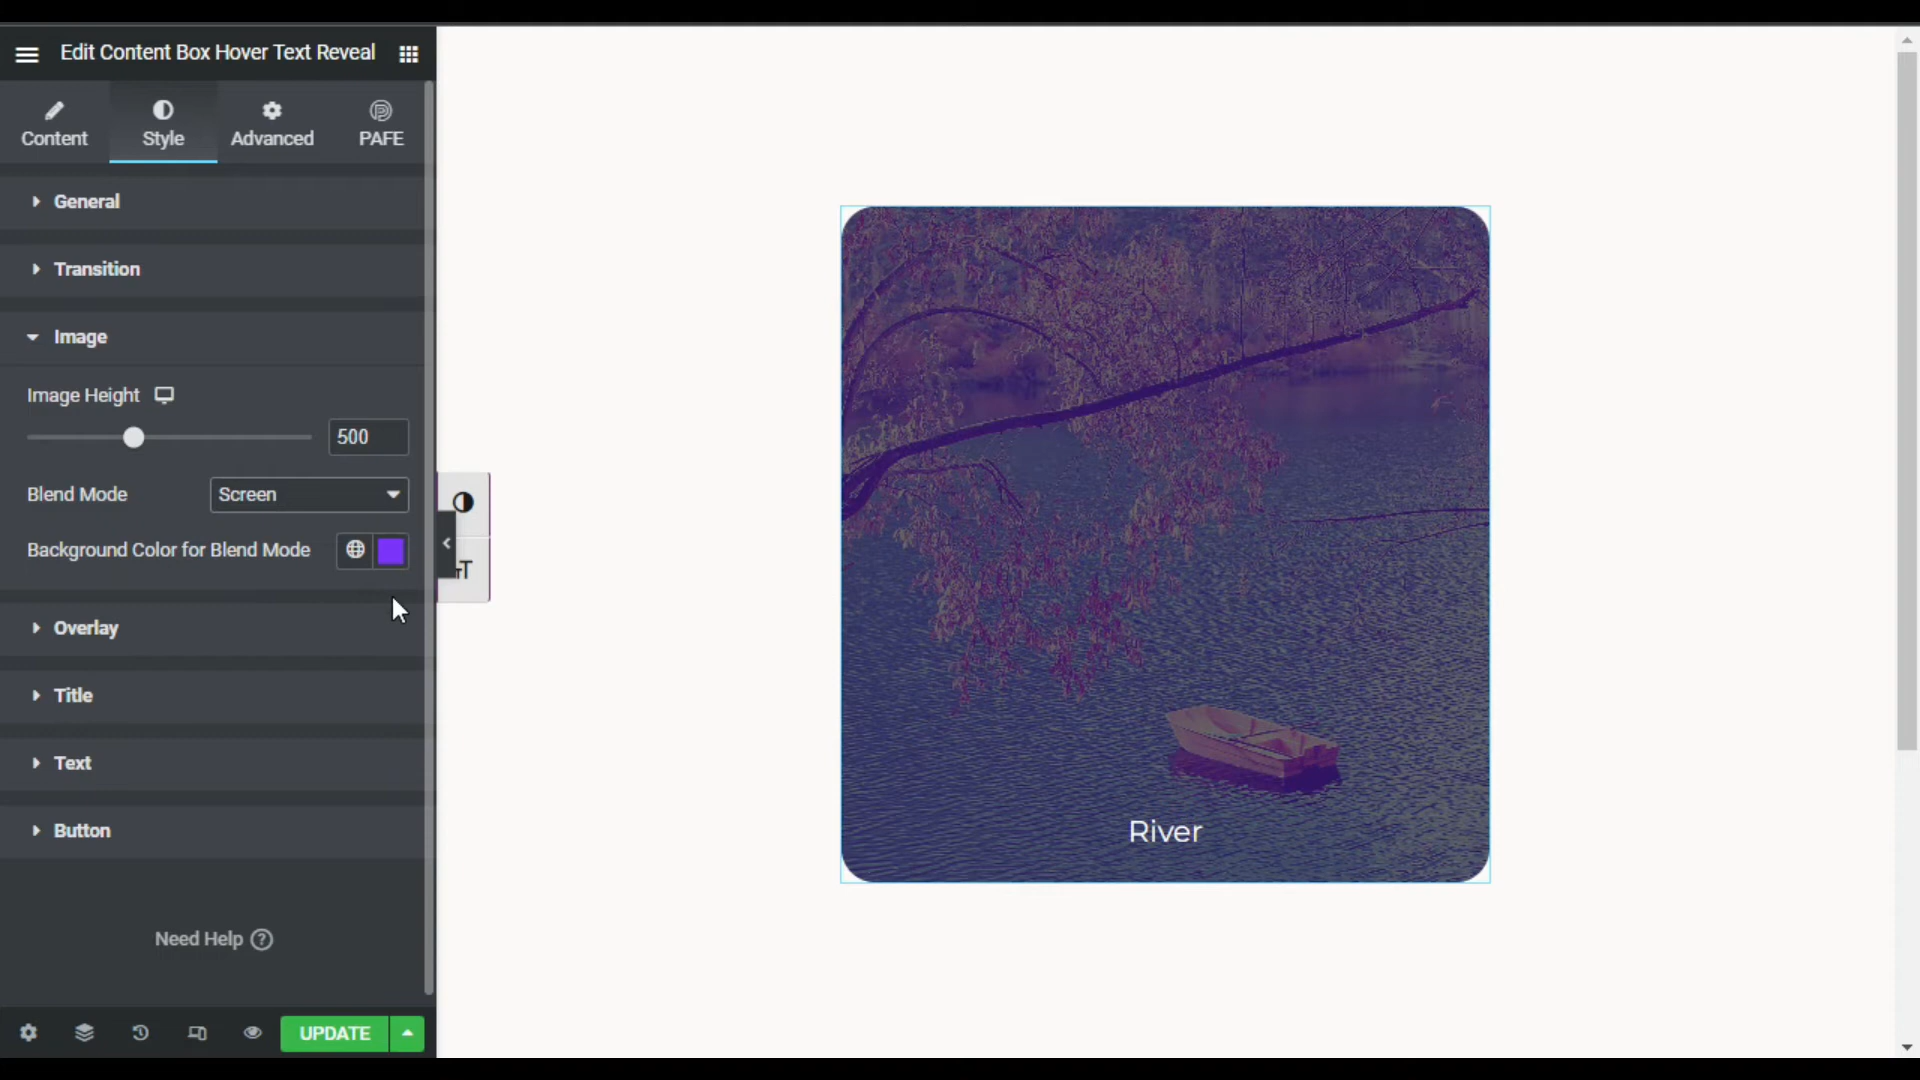 Edit Content Box Hover Text Reveal
Content Style Advanced PAFE
General
Transition
Image
Image Height
500
Blend Mode Screen
Background Color for Blend Mode
Overlay
Title
Text
Button
Need Help ?
UPDATE
River